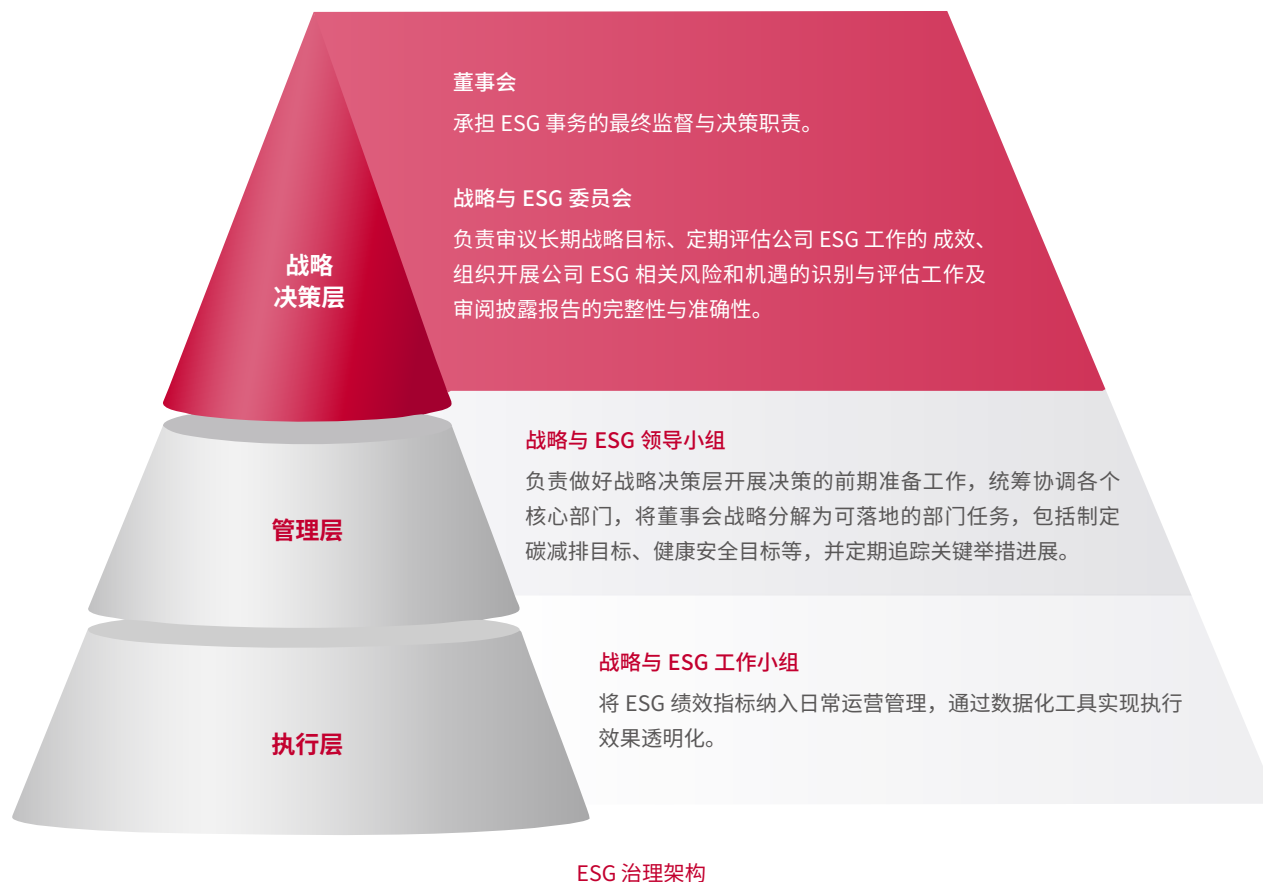 董事会
承担 ESG 事务的最终监督与决策职责。
战略与 ESG 委员会
负责审议长期战略目标、定期评估公司 ESG 工作的 成效、
组织开展公司 ESG 相关风险和机遇的识别与评估工作及
审阅披露报告的完整性与准确性。
战略
决策层
战略与 ESG 领导小组
负责做好战略决策层开展决策的前期准备工作，统筹协调各个
核心部门，将董事会战略分解为可落地的部门任务，包括制定
碳减排目标、健康安全目标等，并定期追踪关键举措进展。
管理层
战略与 ESG 工作小组
将 ESG 绩效指标纳入日常运营管理，通过数据化工具实现执行
效果透明化。
执行层
ESG 治理架构